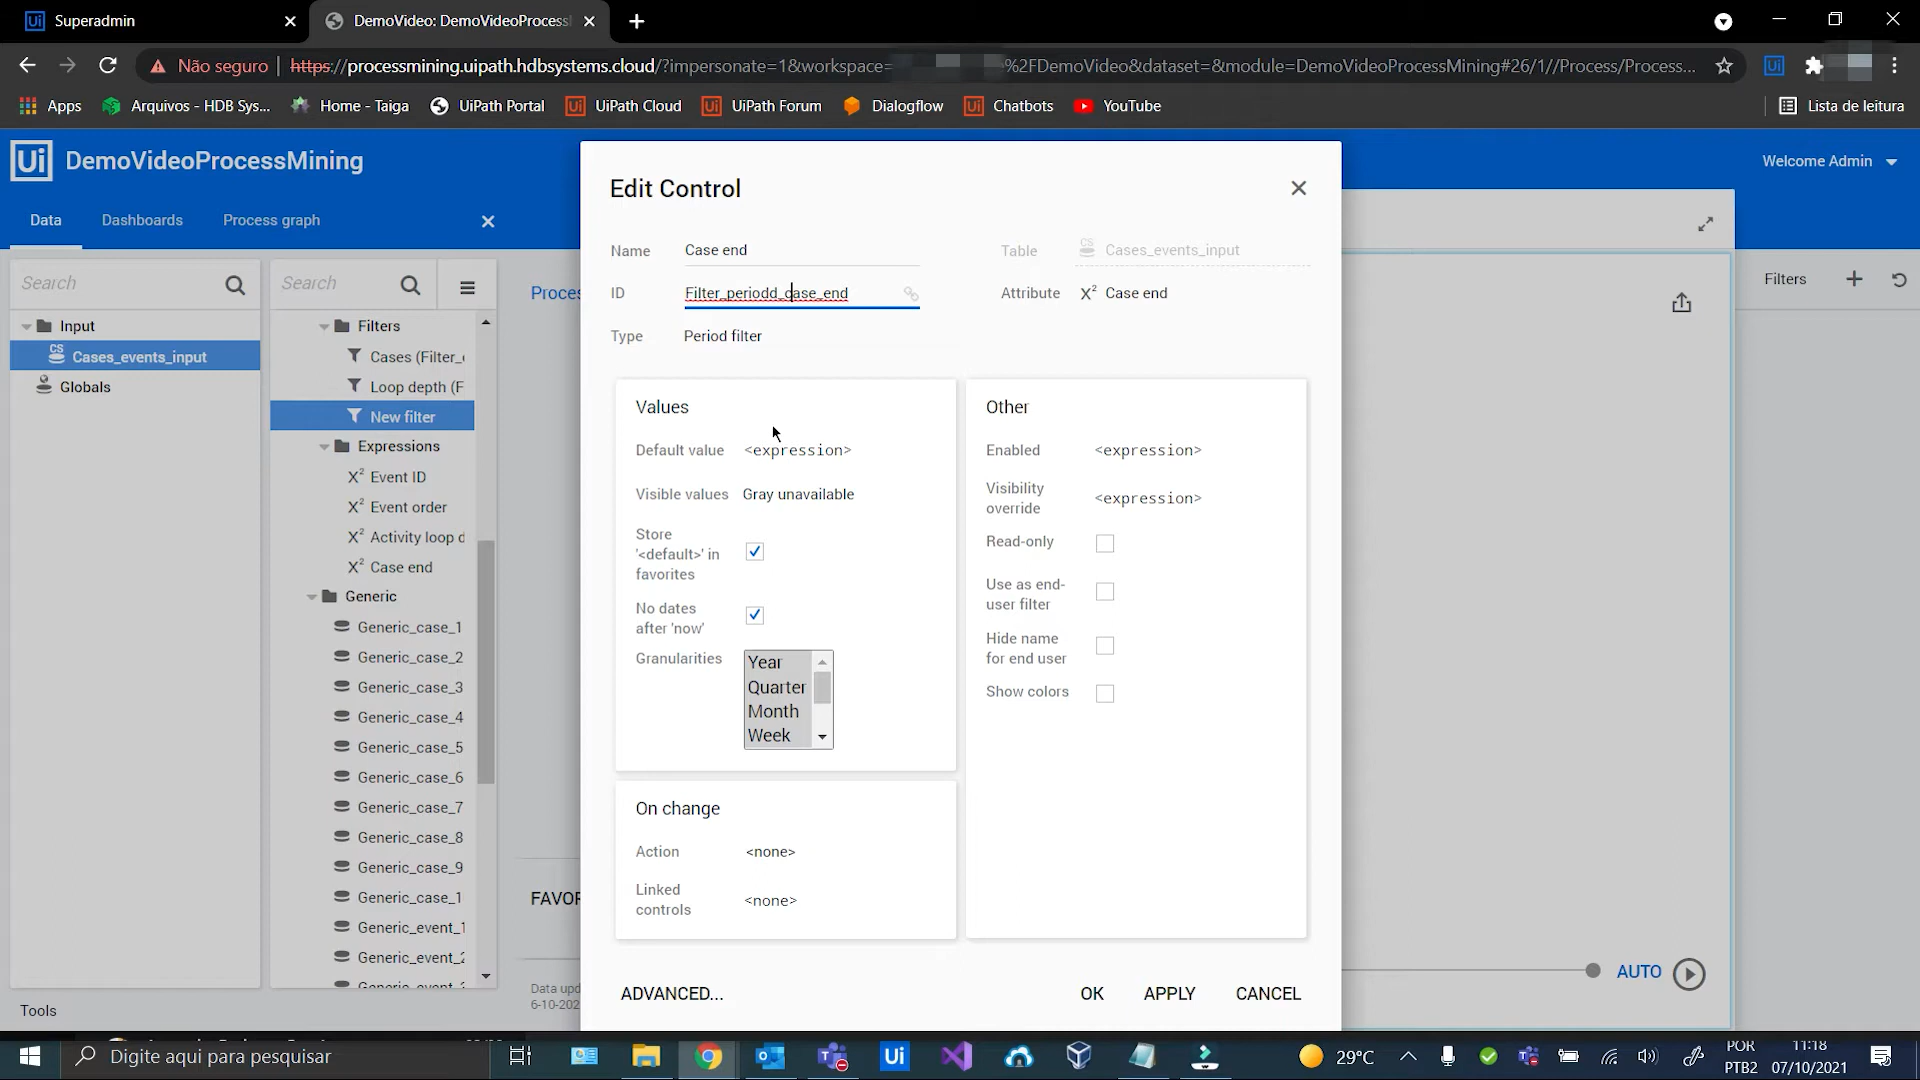 Superadmin
DemoVideo: DemoVideoProcess
Não seguro
https://processmining.uipath.hdbsystems.cloud/?impersonate=1&workspace=
%2FDemoVideo&dataset=&module=DemoVideoProcessMining#26/1//Process/Process...
Apps
Arquivos - HDB Sy...
Home - Taiga
UiPath Portal
UiPath Cloud
UiPath Forum
Dialogflow
Chatbots
YouTube
Lista de leitura
Ui
DemoVideoProcessMining
Welcome Admin
Data
Dashboards
Process graph
Search
Search
Input
Cases_events_input
Globals
Filters
Cases (Filter_
Loop depth (F
New filter
Expressions
X² Event ID
X² Event order
X² Activity loop d
X² Case end
Generic
Generic_case_1
Generic_case_2
Generic_case_3
Generic_case_4
Generic_case_5
Generic_case_6
Generic_case_7
Generic_case_8
Generic_case_9
Generic_case_1
Generic_event_1
Generic_event_2
Tools
Proces
FAVOR
Data upd
6-10-202
Edit Control
Name
Case end
Table
CS
Cases_events_input
ID
Filter_periodd_case_end
Attribute
X² Case end
Type
Period filter
Values
Default value
<expression>
Visible values
Gray unavailable
Store '<default>' in favorites
No dates after 'now'
Granularities
Year
Quarter
Month
Week
On change
Action
<none>
Linked controls
<none>
Other
Enabled
<expression>
Visibility override
<expression>
Read-only
Use as end-user filter
Hide name for end user
Show colors
ADVANCED...
OK
APPLY
CANCEL
Filters
AUTO
Digite aqui para pesquisar
29°C
POR
PTB2
11:18
07/10/2021